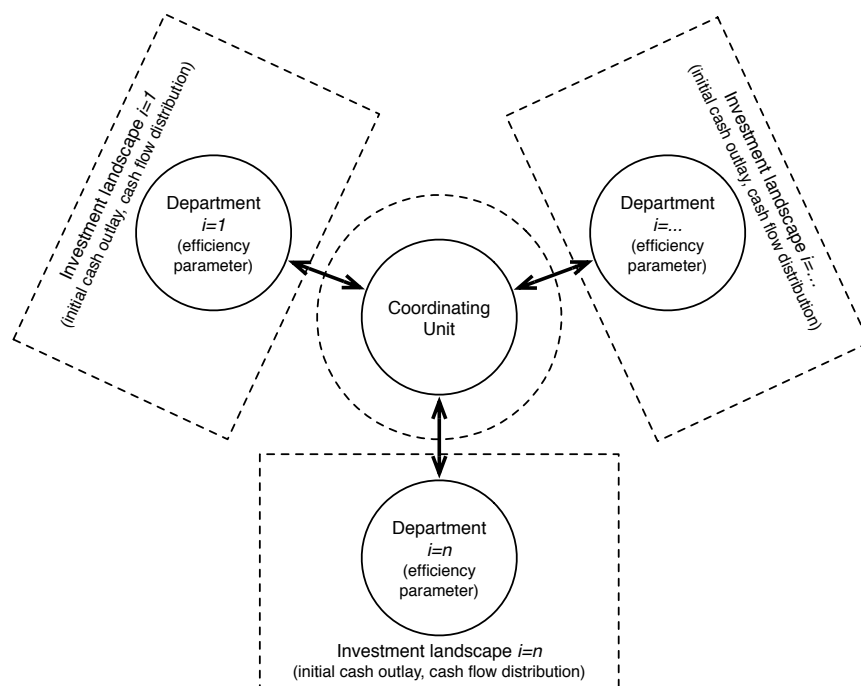 Investment landscape i=1
(initial cash outlay, cash flow distribution)
Department
i=1
(efficiency
parameter)
Coordinating
Unit
Department
i=...
(efficiency
parameter)
Investment landscape i=...
(initial cash outlay, cash flow distribution)
Department
i=n
(efficiency
parameter)
Investment landscape i=n
(initial cash outlay, cash flow distribution)